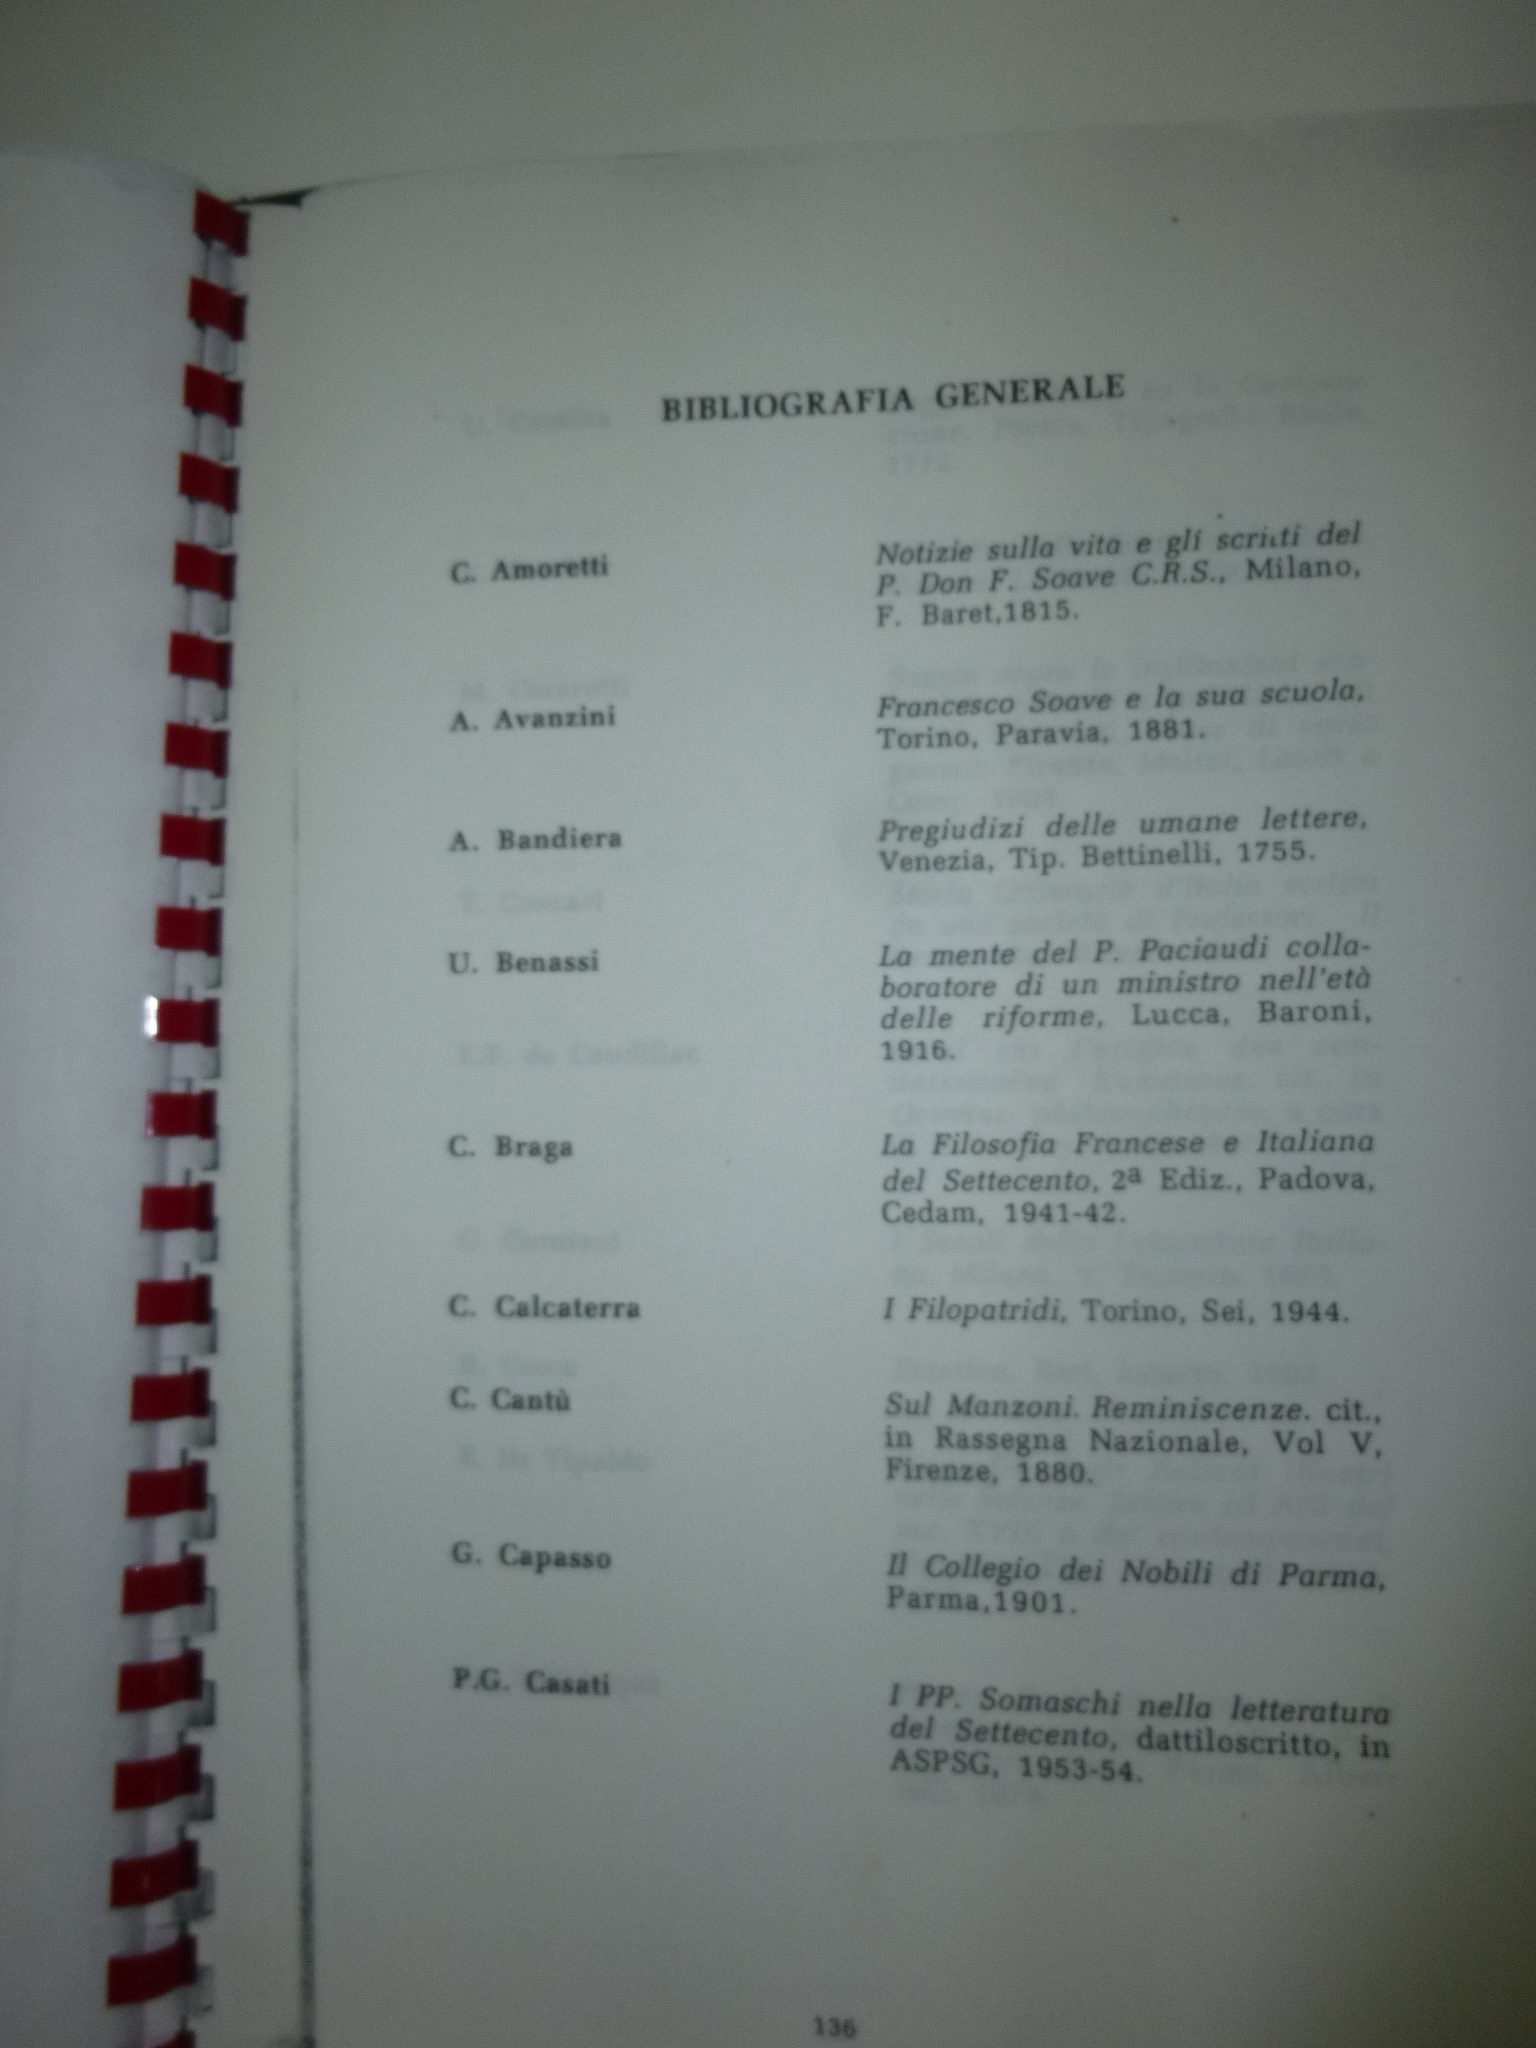 BIBLIOGRAFIA GENERALE
C. Amoretti
Notizie sulla vita e gli scritti del
P. Don F. Soave C.R.S., Milano,
F. Baret,1815.
A. Avanzini
Francesco Soave e la sua scuola,
Torino, Paravia, 1881.
A. Bandiera
Pregiudizi delle umane lettere,
Venezia, Tip. Bettinelli, 1755.
U. Benassi
La mente del P. Paciaudi colla-
boratore di un ministro nell'età
delle riforme, Lucca, Baroni,
1916.
C. Braga
La Filosofia Francese e Italiana
del Settecento, 2ª Ediz., Padova,
Cedam, 1941-42.
C. Calcaterra
I Filopatridi, Torino, Sei, 1944.
C. Cantù
Sul Manzoni. Reminiscenze. cit.,
in Rassegna Nazionale, Vol V,
Firenze, 1880.
G. Capasso
Il Collegio dei Nobili di Parma,
Parma,1901.
P.G. Casati
I PP. Somaschi nella letteratura
del Settecento, dattiloscritto, in
ASPSG, 1953-54.
136